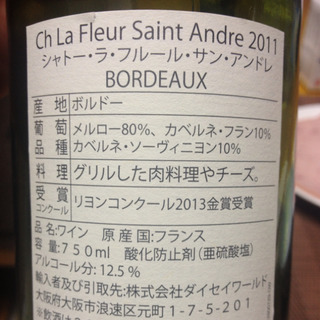 Ch La Fleur Saint Andre 2011
シャトー・ラ・フルール・サン・アンドレ
BORDEAUX
産 地 ボルドー
葡 萄 メルロー80%、カベルネ・フラン10%
品 種 カベルネ・ソーヴィニヨン10%
料 理 グリルした肉料理やチーズ。
受 賞
コンクール リヨンコンクール2013金賞受賞
品名:ワイン 原産国:フランス
容量:750ml 酸化防止剤(亜硫酸塩)
アルコール分:12.5%
輸入者及び引取先:株式会社ダイセイワールド
大阪府大阪市浪速区元町1-7-5-201